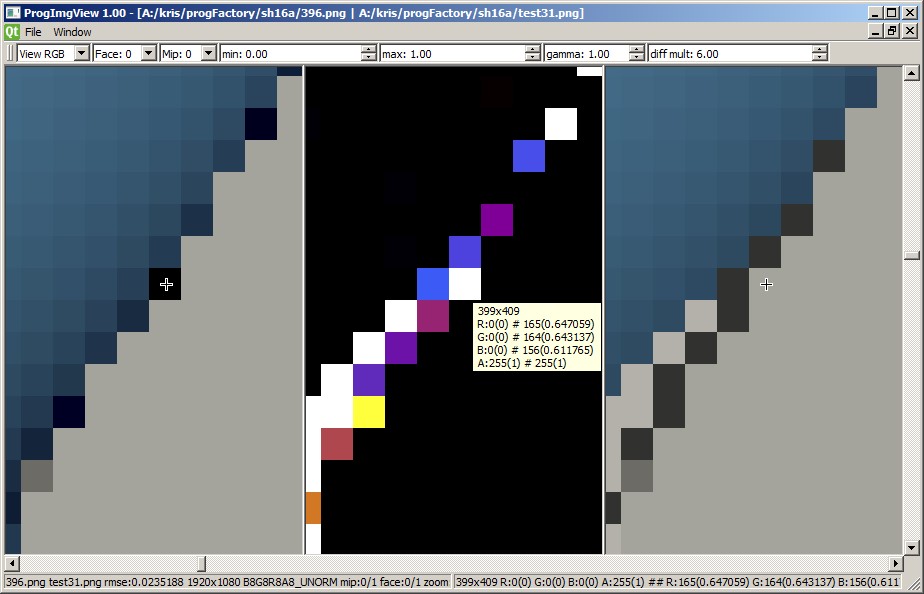 ProgImgView 1.00 - [A:/kris/progFactory/sh16a/396.png | A:/kris/progFactory/sh16a/test31.png]
Qt File Window
View RGB Face: 0 Mip: 0 min: 0.00 max: 1.00 gamma: 1.00 diff mult: 6.00
399x409
R:0(0) # 165(0.647059)
G:0(0) # 164(0.643137)
B:0(0) # 156(0.611765)
A:255(1) # 255(1)
396.png test31.png rmse:0.0235188 1920x1080 B8G8R8A8_UNORM mip:0/1 face:0/1 zoom 399x409 R:0(0) G:0(0) B:0(0) A:255(1) ## R:165(0.647059) G:164(0.643137) B:156(0.611